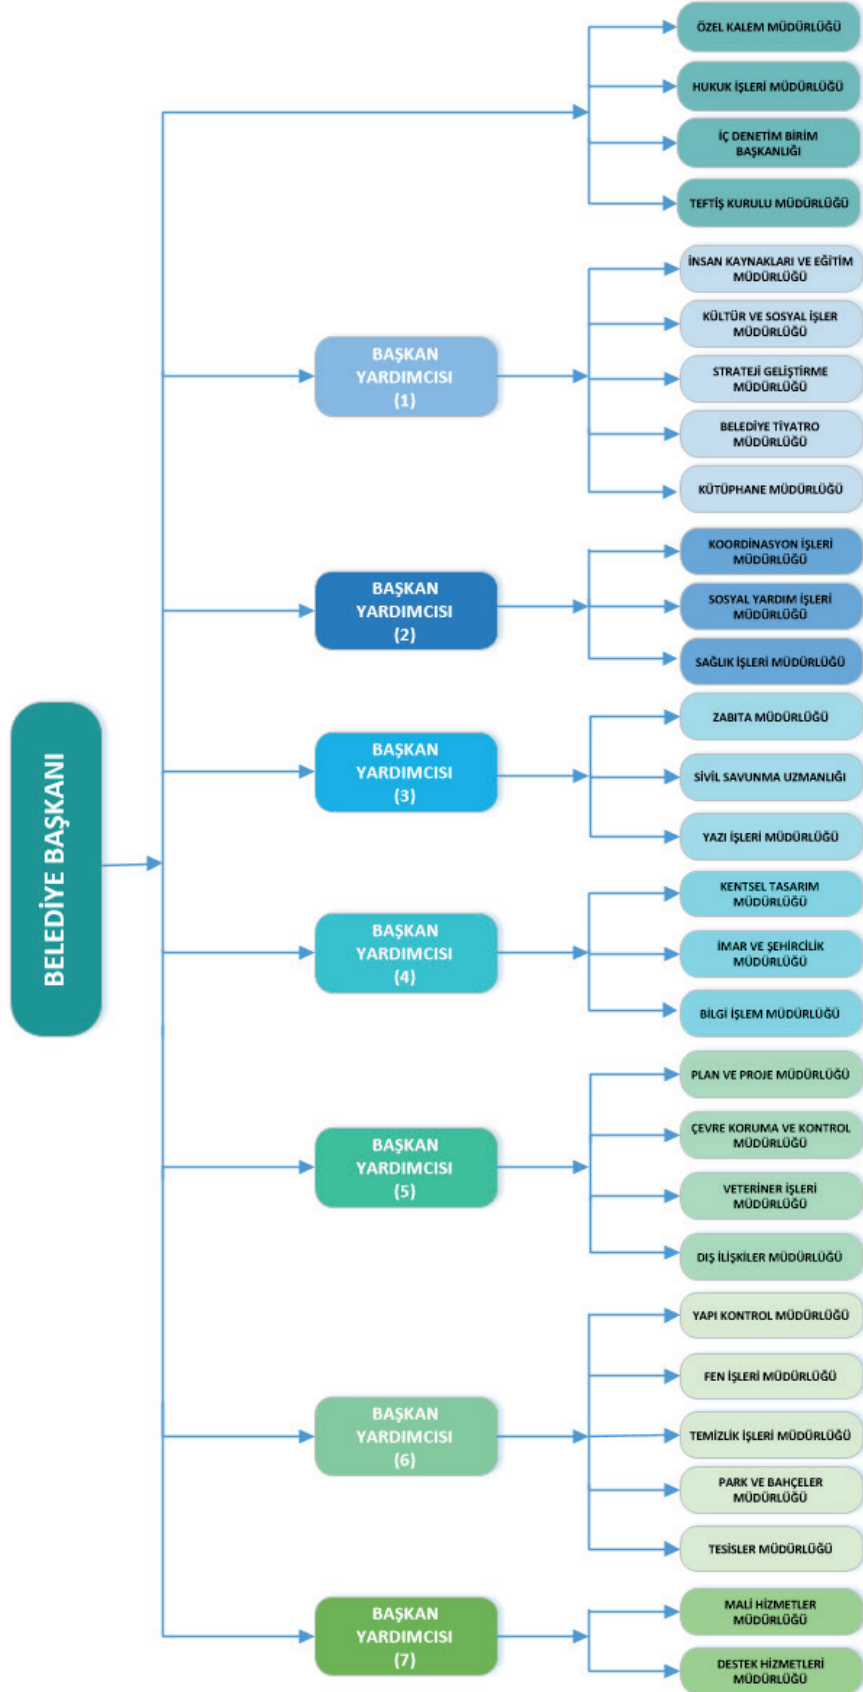 BELEDİYE BAŞKANI
ÖZEL KALEM MÜDÜRLÜĞÜ
HUKUK İŞLERİ MÜDÜRLÜĞÜ
İÇ DENETİM BİRİM
BAŞKANLIĞI
TEFTİŞ KURULU MÜDÜRLÜĞÜ
BAŞKAN
YARDIMCISI
(1)
İNSAN KAYNAKLARI VE EĞİTİM
MÜDÜRLÜĞÜ
KÜLTÜR VE SOSYAL İŞLER
MÜDÜRLÜĞÜ
STRATEJİ GELİŞTİRME
MÜDÜRLÜĞÜ
BELEDİYE TİYATRO
MÜDÜRLÜĞÜ
KÜTÜPHANE MÜDÜRLÜĞÜ
BAŞKAN
YARDIMCISI
(2)
KOORDİNASYON İŞLERİ
MÜDÜRLÜĞÜ
SOSYAL YARDIM İŞLERİ
MÜDÜRLÜĞÜ
SAĞLIK İŞLERİ MÜDÜRLÜĞÜ
BAŞKAN
YARDIMCISI
(3)
ZABITA MÜDÜRLÜĞÜ
SİVİL SAVUNMA UZMANLIĞI
YAZI İŞLERİ MÜDÜRLÜĞÜ
BAŞKAN
YARDIMCISI
(4)
KENTSEL TASARIM
MÜDÜRLÜĞÜ
İMAR VE ŞEHİRCİLİK
MÜDÜRLÜĞÜ
BİLGİ İŞLEM MÜDÜRLÜĞÜ
BAŞKAN
YARDIMCISI
(5)
PLAN VE PROJE MÜDÜRLÜĞÜ
ÇEVRE KORUMA VE KONTROL
MÜDÜRLÜĞÜ
VETERİNER İŞLERİ
MÜDÜRLÜĞÜ
DIŞ İLİŞKİLER MÜDÜRLÜĞÜ
BAŞKAN
YARDIMCISI
(6)
YAPI KONTROL MÜDÜRLÜĞÜ
FEN İŞLERİ MÜDÜRLÜĞÜ
TEMİZLİK İŞLERİ MÜDÜRLÜĞÜ
PARK VE BAHÇELER
MÜDÜRLÜĞÜ
TESİSLER MÜDÜRLÜĞÜ
BAŞKAN
YARDIMCISI
(7)
MALİ HİZMETLER
MÜDÜRLÜĞÜ
DESTEK HİZMETLERİ
MÜDÜRLÜĞÜ